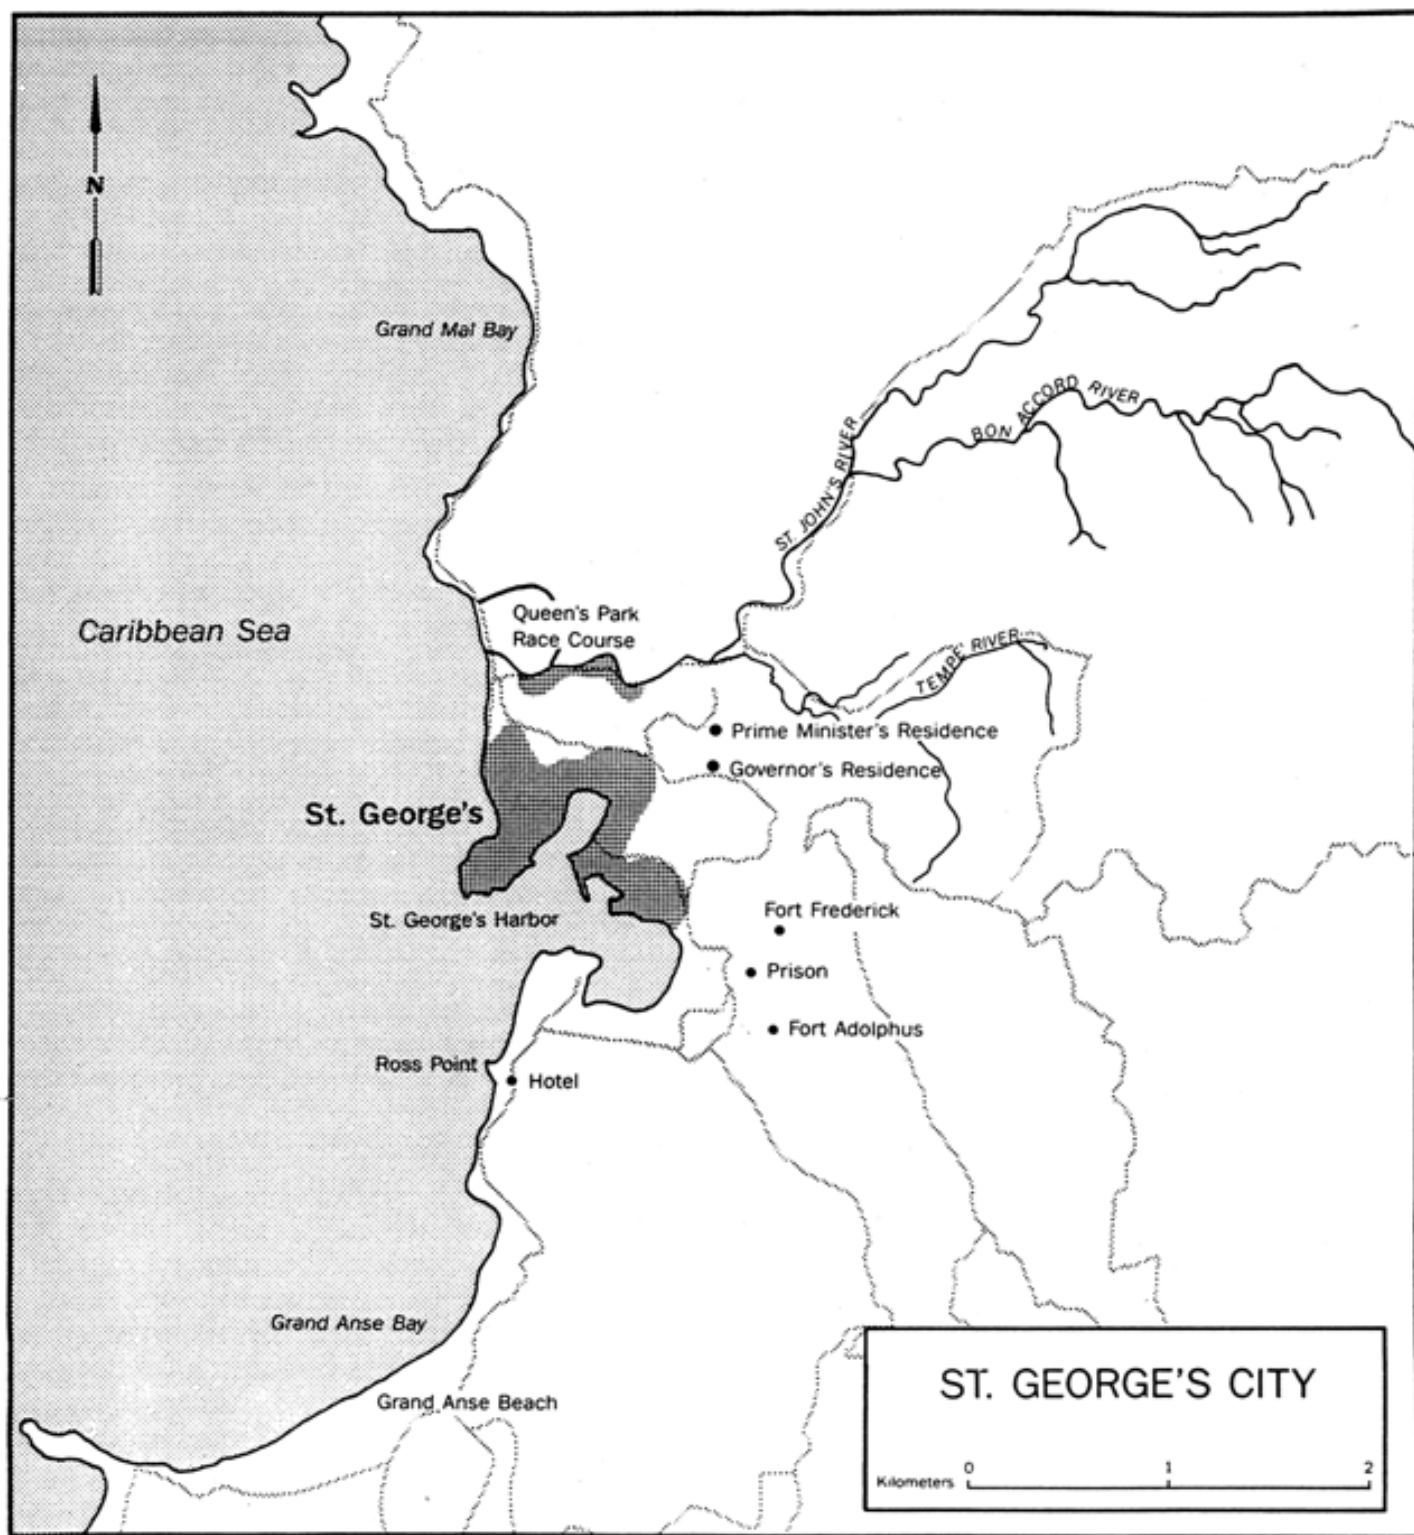 N
Grand Mal Bay
ST. JOHN'S RIVER
BON ACCORD RIVER
Caribbean Sea
Queen's Park
Race Course
TEMPE RIVER
Prime Minister's Residence
Governor's Residence
St. George's
St. George's Harbor
Fort Frederick
Prison
Fort Adolphus
Ross Point
Hotel
Grand Anse Bay
Grand Anse Beach
ST. GEORGE'S CITY
Kilometers 0 1 2